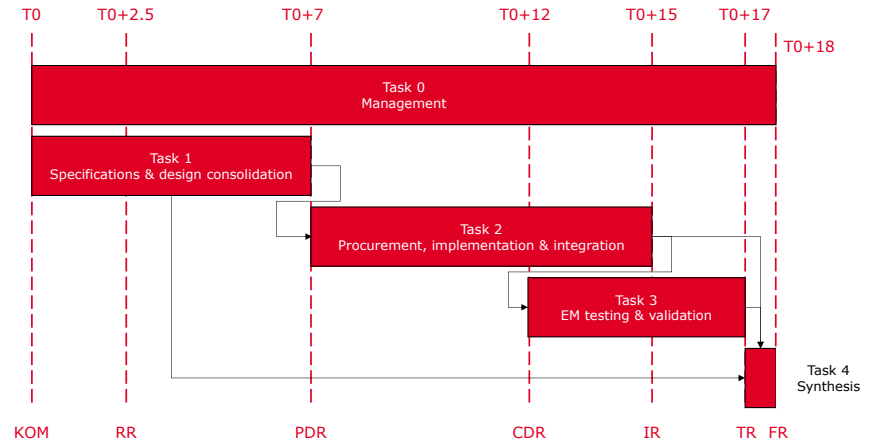 T0 T0+2.5 T0+7 T0+12 T0+15 T0+17
T0+18
Task 0
Management
Task 1
Specifications & design consolidation
Task 2
Procurement, implementation & integration
Task 3
EM testing & validation
Task 4
Synthesis
KOM RR PDR CDR IR TR FR